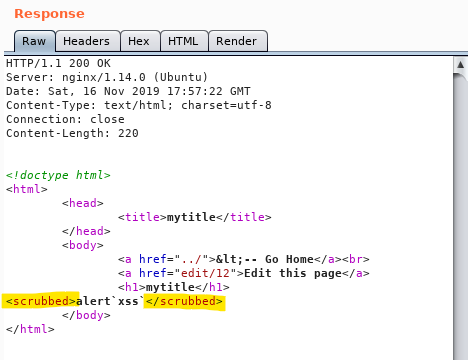 Response
Raw Headers Hex HTML Render
HTTP/1.1 200 OK
Server: nginx/1.14.0 (Ubuntu)
Date: Sat, 16 Nov 2019 17:57:22 GMT
Content-Type: text/html; charset=utf-8
Connection: close
Content-Length: 220
<!doctype html>
<html>
<head>
<title>mytitle</title>
</head>
<body>
<a href="../">&lt;-- Go Home</a><br>
<a href="edit/12">Edit this page</a>
<h1>mytitle</h1>
<scrubbed>alert`xss`</scrubbed>
</body>
</html>